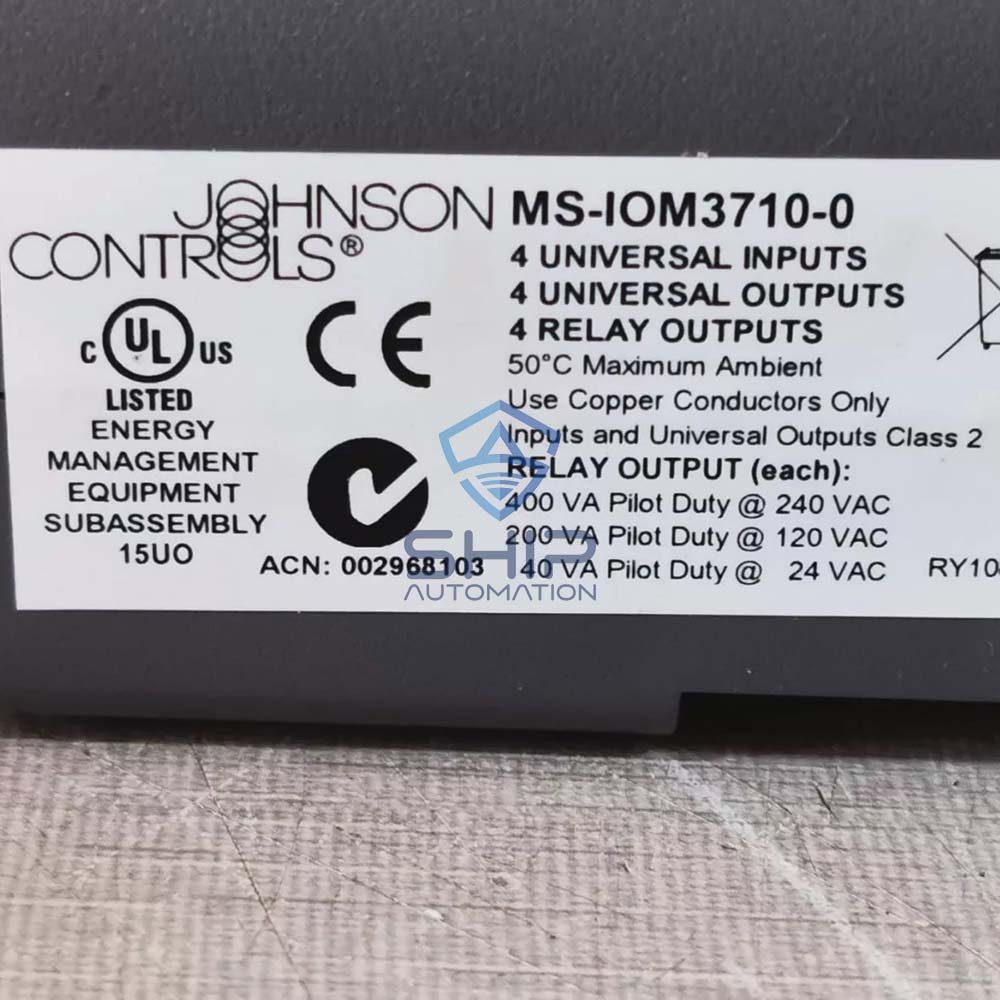 JOHNSON
CONTROLS®
C UL US
LISTED
ENERGY
MANAGEMENT
EQUIPMENT
SUBASSEMBLY
15UO
CE
ACN: 002968103
MS-IOM3710-0
4 UNIVERSAL INPUTS
4 UNIVERSAL OUTPUTS
4 RELAY OUTPUTS
50°C Maximum Ambient
Use Copper Conductors Only
Inputs and Universal Outputs Class 2
RELAY OUTPUT (each):
400 VA Pilot Duty @ 240 VAC
200 VA Pilot Duty @ 120 VAC
40 VA Pilot Duty @ 24 VAC
SHIP
AUTOMATION